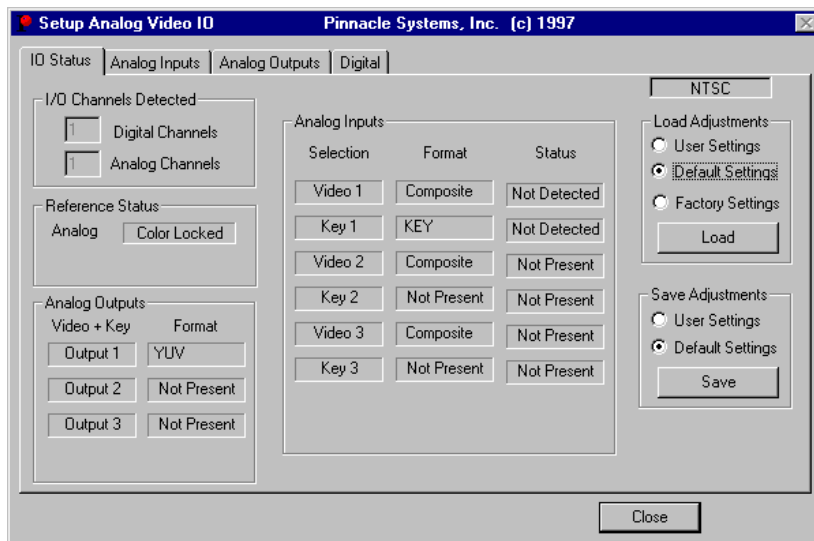 Setup Analog Video IO Pinnacle Systems, Inc. (c) 1997
IO Status Analog Inputs Analog Outputs Digital
NTSC
I/O Channels Detected
1 Digital Channels
1 Analog Channels
Reference Status
Analog Color Locked
Analog Outputs
Video + Key Format
Output 1 YUV
Output 2 Not Present
Output 3 Not Present
Analog Inputs
Selection Format Status
Video 1 Composite Not Detected
Key 1 KEY Not Detected
Video 2 Composite Not Present
Key 2 Not Present Not Present
Video 3 Composite Not Present
Key 3 Not Present Not Present
Load Adjustments
User Settings
Default Settings
Factory Settings
Load
Save Adjustments
User Settings
Default Settings
Save
Close